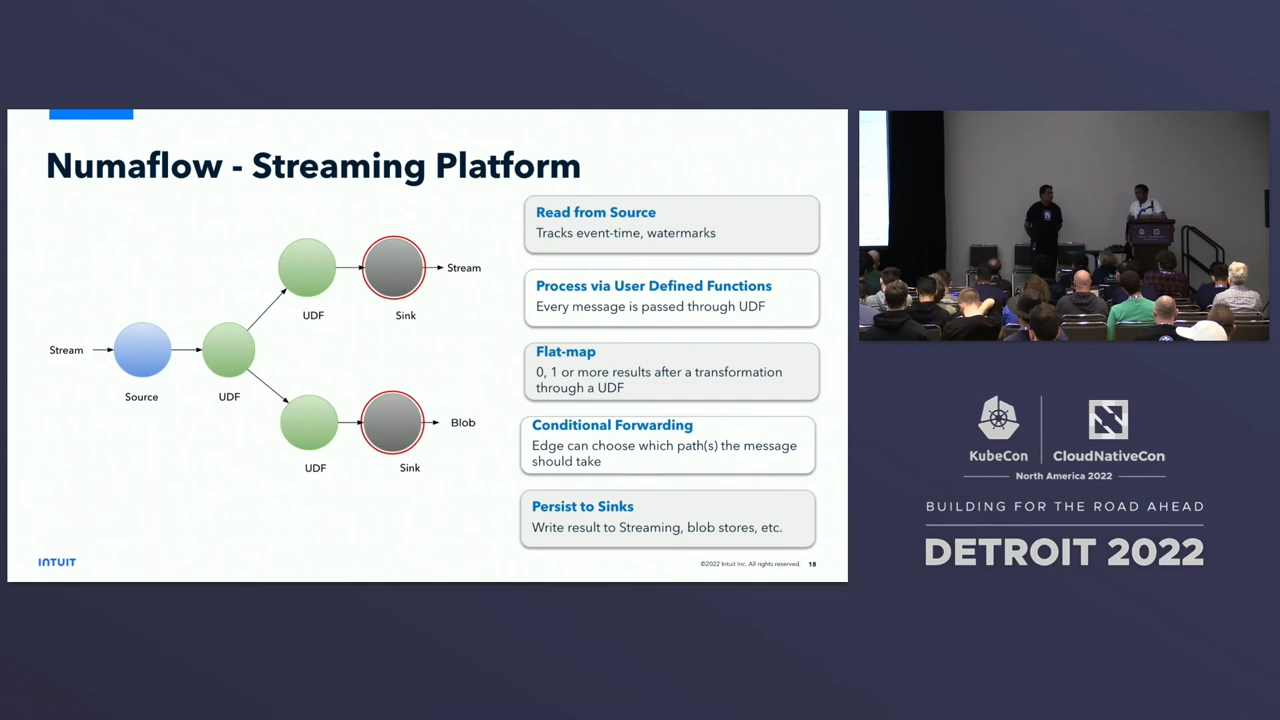 Numaflow - Streaming Platform
Stream
Source
UDF
UDF
Sink
Stream
UDF
Sink
Blob
Read from Source
Tracks event-time, watermarks
Process via User Defined Functions
Every message is passed through UDF
Flat-map
0, 1 or more results after a transformation
through a UDF
Conditional Forwarding
Edge can choose which path(s) the message
should take
Persist to Sinks
Write result to Streaming, blob stores, etc.
INTUIT
©2022 Intuit Inc. All rights reserved. 18
KubeCon CloudNativeCon
North America 2022
BUILDING FOR THE ROAD AHEAD
DETROIT 2022